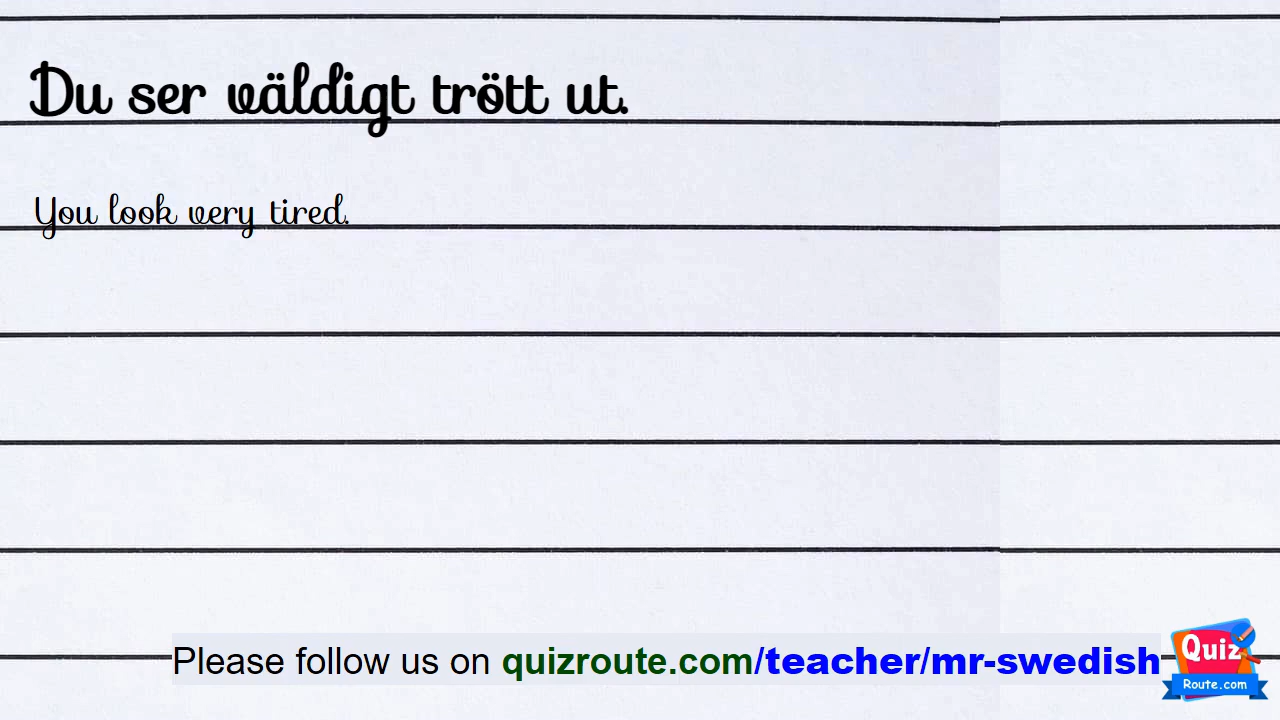 Du ser väldigt trött ut.
You look very tired.
Please follow us on quizroute.com/teacher/mr-swedish
Quiz
Route.com